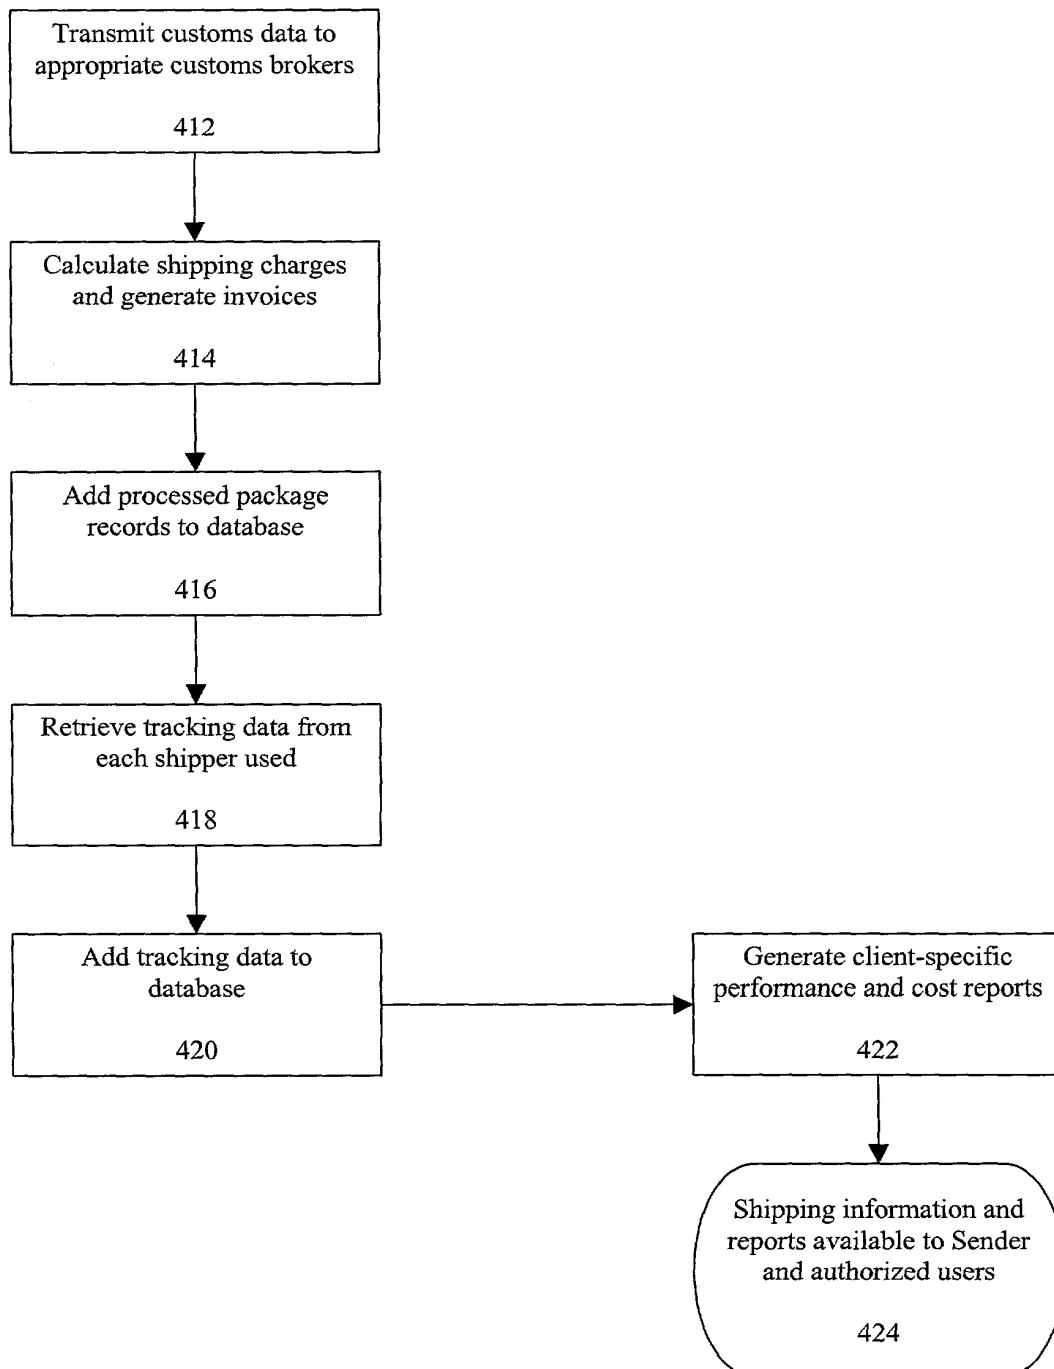 Transmit customs data to
appropriate customs brokers
412
Calculate shipping charges
and generate invoices
414
Add processed package
records to database
416
Retrieve tracking data from
each shipper used
418
Add tracking data to
database
420
Generate client-specific
performance and cost reports
422
Shipping information and
reports available to Sender
and authorized users
424